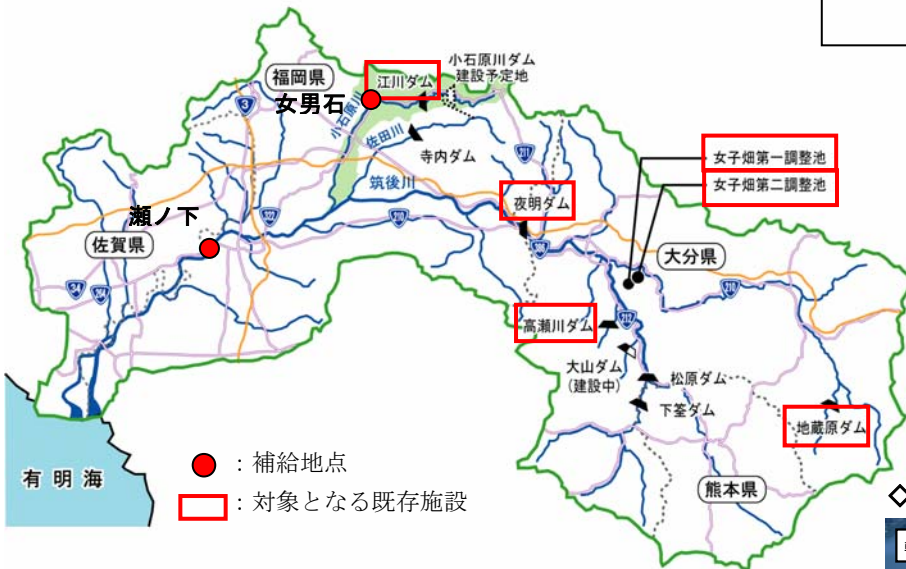 小石原川ダム
建設予定地
福岡県
江川ダム
女男石
3
小石原川
佐田川
211
寺内ダム
女子畑第一調整池
女子畑第二調整池
筑後川
夜明ダム
瀬ノ下
322
210
佐賀県
386
大分県
34
264
210
高瀬川ダム
212
大山ダム
(建設中)
松原ダム
下筌ダム
地蔵原ダム
有明海
：補給地点
：対象となる既存施設
熊本県
◇